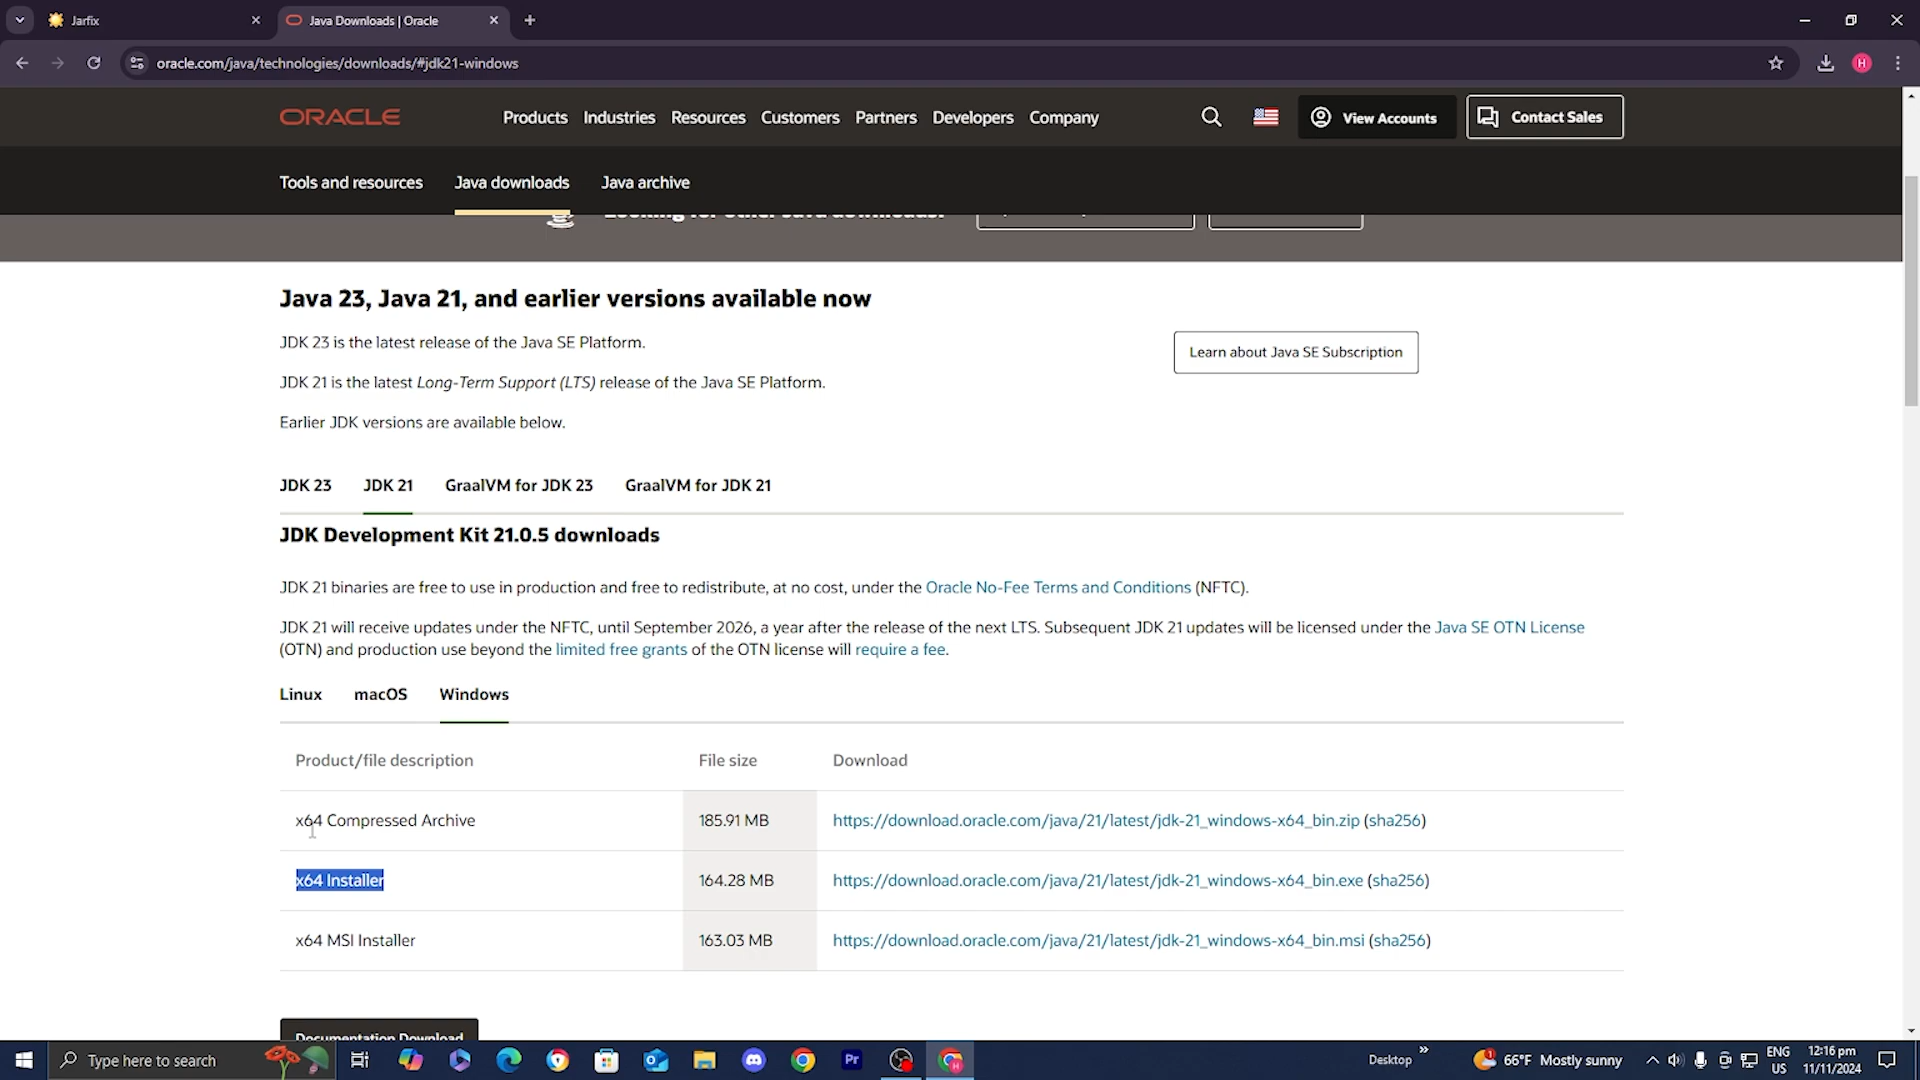 Jarfix
Java Downloads | Oracle
oracle.com/java/technologies/downloads/#jdk21-windows
H
ORACLE
Products Industries Resources Customers Partners Developers Company
View Accounts
Contact Sales
Tools and resources Java downloads Java archive
Looking for other Java downloads?
Java 23, Java 21, and earlier versions available now
JDK 23 is the latest release of the Java SE Platform.
Learn about Java SE Subscription
JDK 21 is the latest Long-Term Support (LTS) release of the Java SE Platform.
Earlier JDK versions are available below.
JDK 23 JDK 21 GraalVM for JDK 23 GraalVM for JDK 21
JDK Development Kit 21.0.5 downloads
JDK 21 binaries are free to use in production and free to redistribute, at no cost, under the Oracle No-Fee Terms and Conditions (NFTC).
JDK 21 will receive updates under the NFTC, until September 2026, a year after the release of the next LTS. Subsequent JDK 21 updates will be licensed under the Java SE OTN License
(OTN) and production use beyond the limited free grants of the OTN license will require a fee.
Linux macOS Windows
Product/file description File size Download
x64 Compressed Archive 185.91 MB https://download.oracle.com/java/21/latest/jdk-21_windows-x64_bin.zip (sha256)
x64 Installer 164.28 MB https://download.oracle.com/java/21/latest/jdk-21_windows-x64_bin.exe (sha256)
x64 MSI Installer 163.03 MB https://download.oracle.com/java/21/latest/jdk-21_windows-x64_bin.msi (sha256)
Documentation Download
Type here to search
Pr
H
Desktop
1
66°F Mostly sunny
ENG
US
12:16 pm
11/11/2024